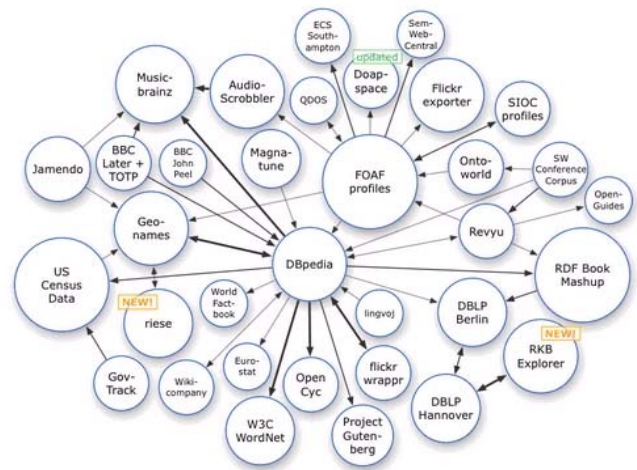 ECS
South-
ampton
Sem-
Web-
Central
updated
Doap-
space
Music-
brainz
Audio-
Scrobbler
QDOS
Flickr
exporter
SIOC
profiles
BBC
Later +
TOTP
BBC
John
Peel
Magna-
tune
Jamendo
FOAF
profiles
Onto-
world
SW
Conference
Corpus
Open-
Guides
Geo-
names
Revyu
US
Census
Data
DBpedia
RDF Book
Mashup
NEW!
riese
World
Fact-
book
lingvoj
DBLP
Berlin
NEW!
RKB
Explorer
Gov-
Track
Wiki-
company
Euro-
stat
Open
Cyc
flickr
wrappr
DBLP
Hannover
W3C
WordNet
Project
Guten-
berg